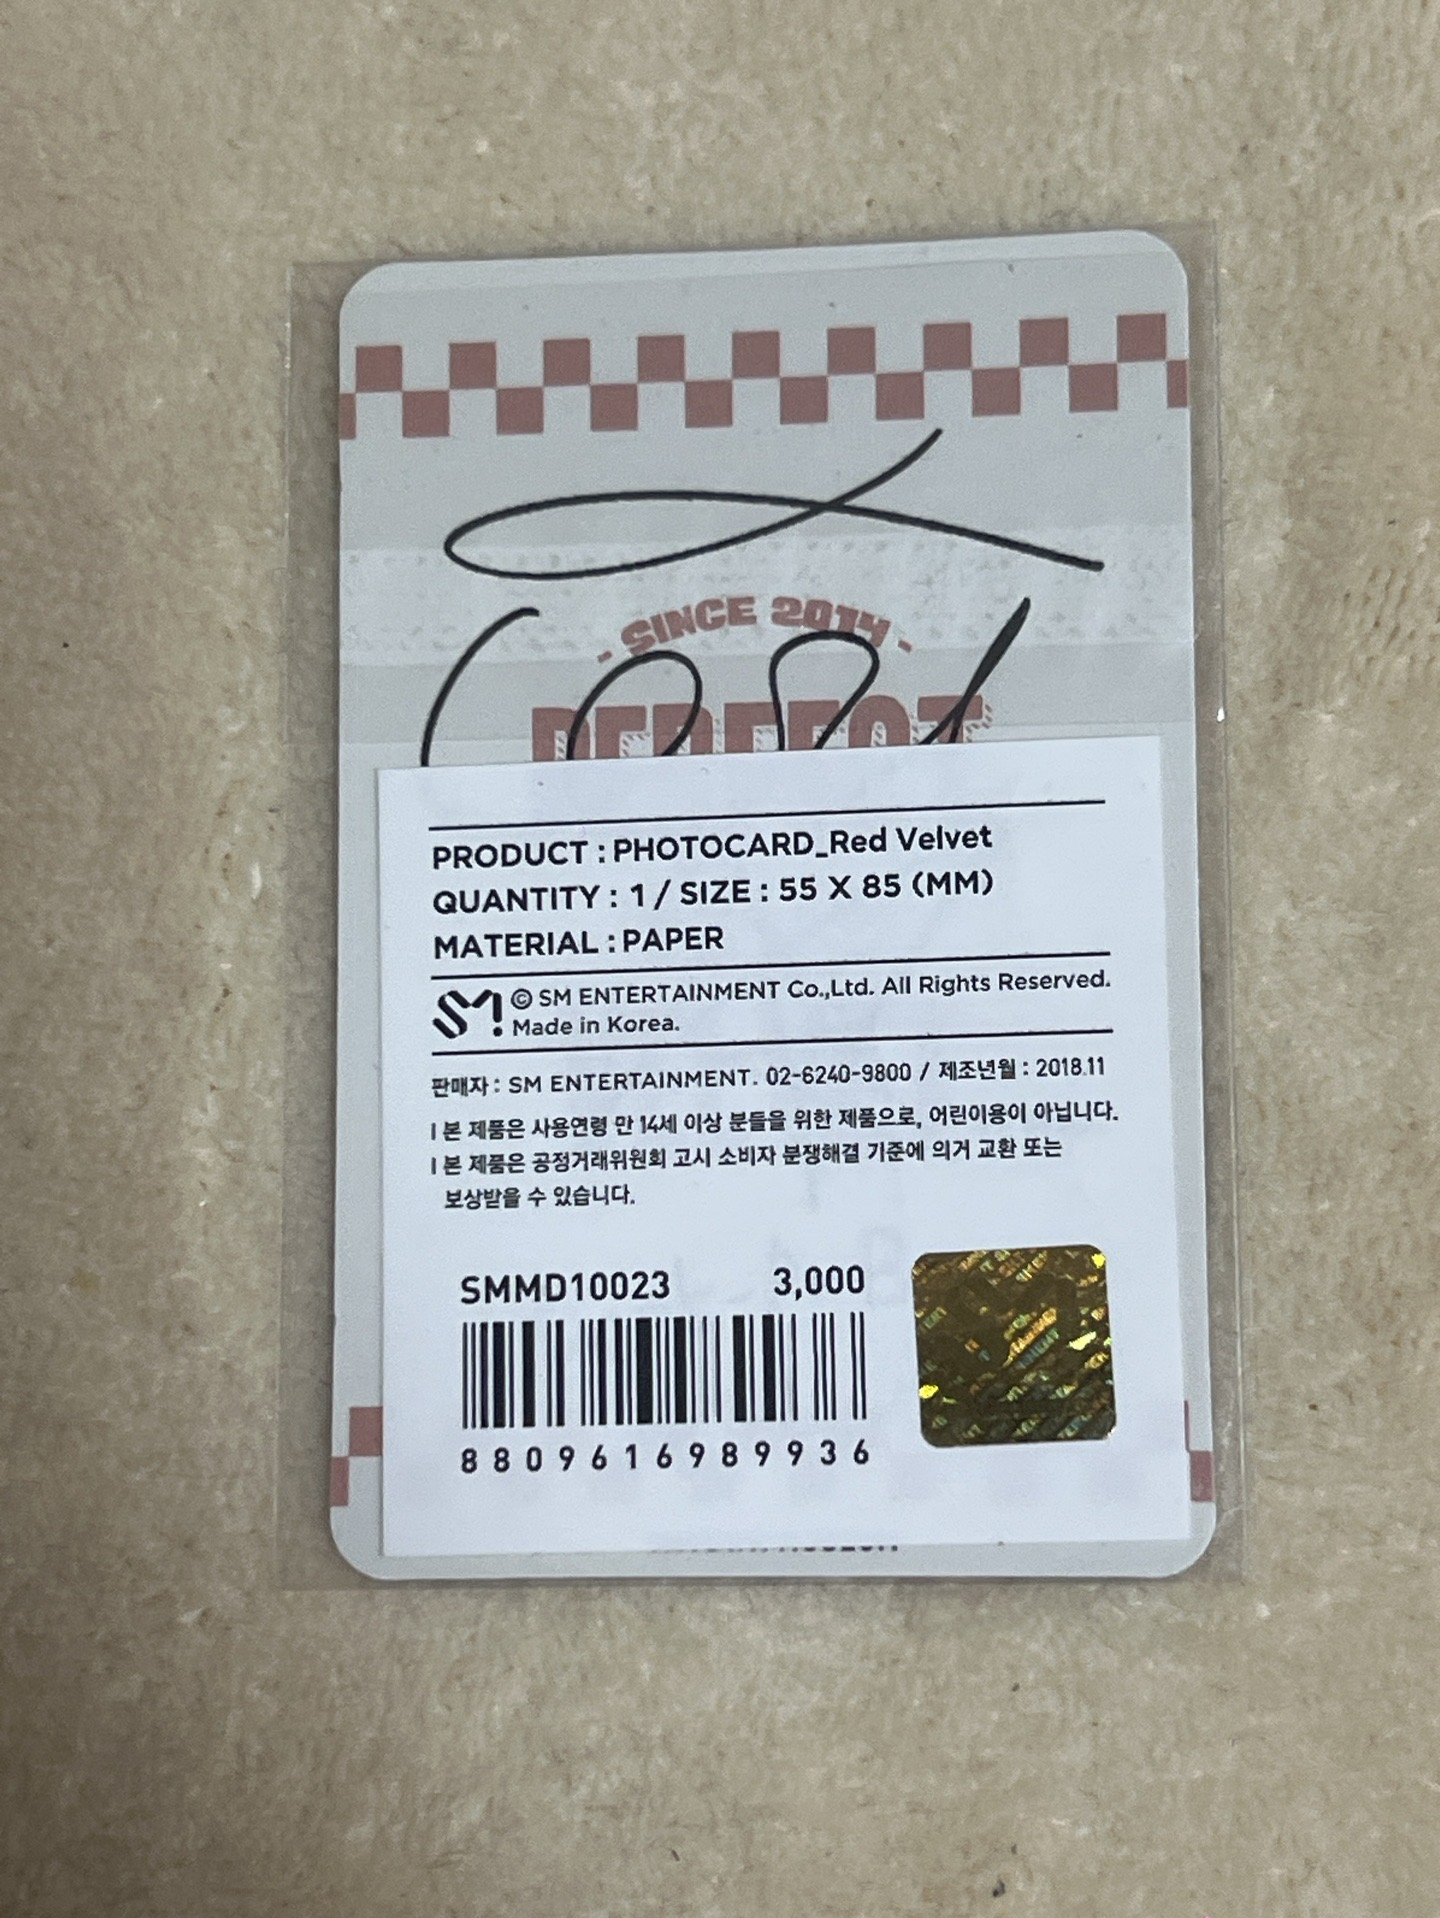 - SINCE 2014 -
PERFECT
PRODUCT : PHOTOCARD_Red Velvet
QUANTITY : 1 / SIZE : 55 X 85 (MM)
MATERIAL : PAPER
SM! © SM ENTERTAINMENT Co.,Ltd. All Rights Reserved.
Made in Korea.
판매자 : SM ENTERTAINMENT. 02-6240-9800 / 제조년월 : 2018.11
I 본 제품은 사용연령 만 14세 이상 분들을 위한 제품으로, 어린이용이 아닙니다.
I 본 제품은 공정거래위원회 고시 소비자 분쟁해결 기준에 의거 교환 또는
보상받을 수 있습니다.
SMMD10023 3,000
8809616989936